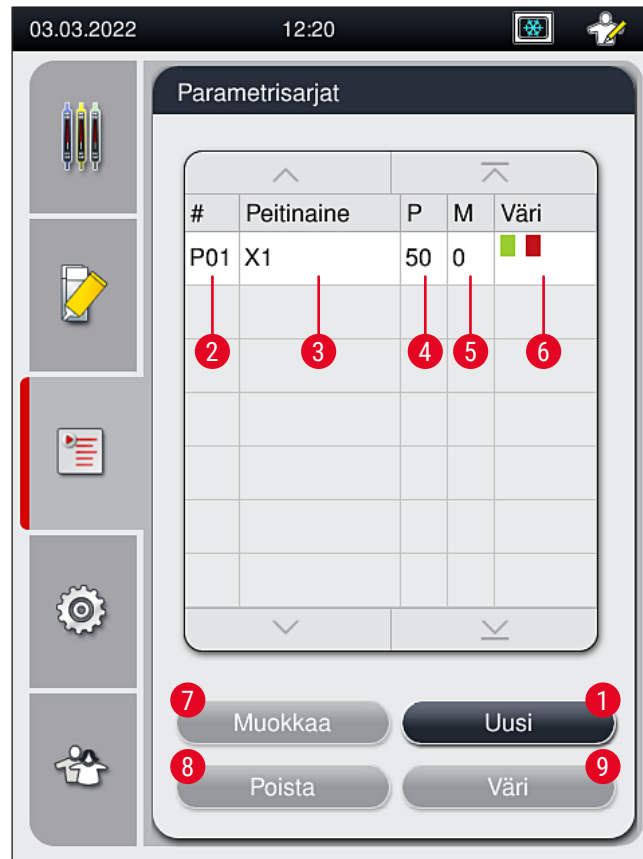 03.03.2022 12:20
Parametrisarjat
# Peitinaine P M Väri
P01 X1 50 0
2 3 4 5 6
7 1
Muokkaa Uusi
8 9
Poista Väri